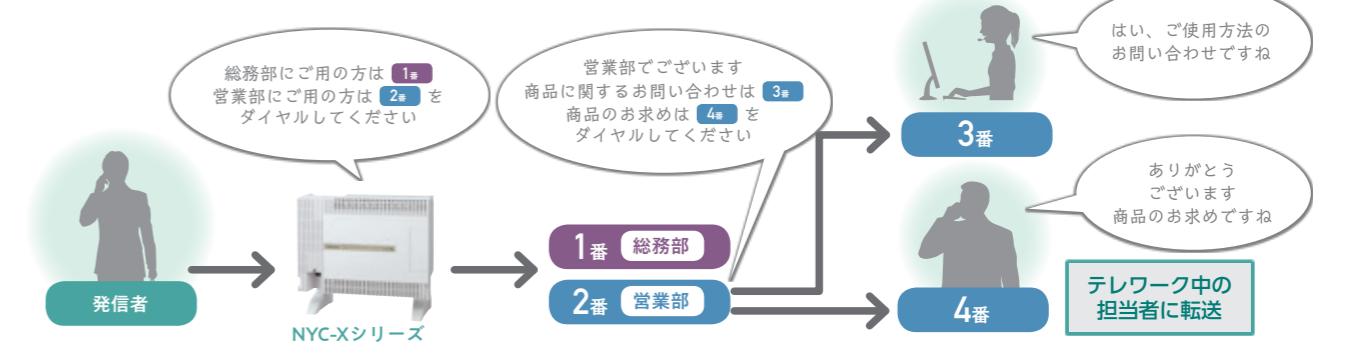 総務部にご用の方は 1番
営業部にご用の方は 2番 を
ダイヤルしてください
営業部でございます
商品に関するお問い合わせは 3番
商品のお求めは 4番 を
ダイヤルしてください
はい、ご使用方法の
お問い合わせですね
3番
ありがとう
ございます
商品のお求めですね
発信者
NYC-Xシリーズ
1番 総務部
2番 営業部
4番
テレワーク中の
担当者に転送